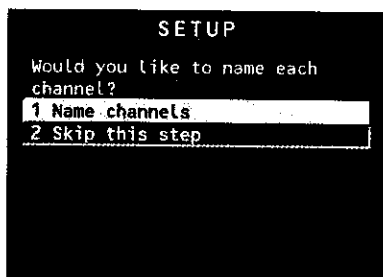 SETUP
Would you like to name each
channel?
1 Name channels
2 Skip this step